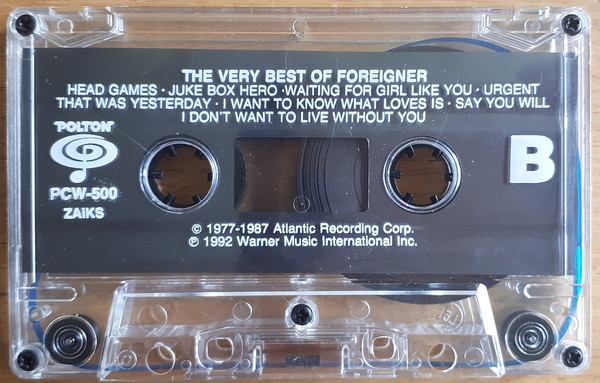 THE VERY BEST OF FOREIGNER
HEAD GAMES · JUKE BOX HERO ·WAITING FOR GIRL LIKE YOU · URGENT
THAT WAS YESTERDAY · I WANT TO KNOW WHAT LOVES IS · SAY YOU WILL
I DON'T WANT TO LIVE WITHOUT YOU
POLTON
B
PCW-500
ZAIKS
© 1977-1987 Atlantic Recording Corp.
℗ 1992 Warner Music International Inc.